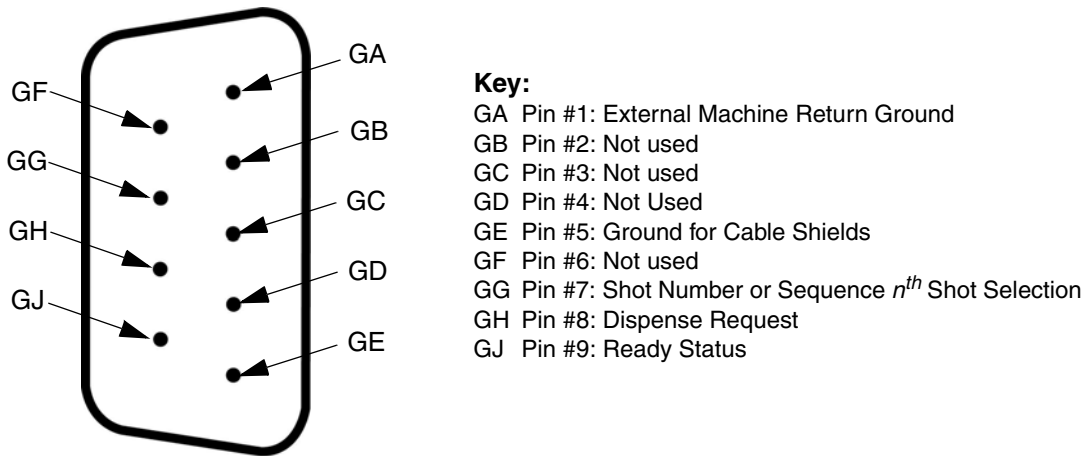 GA
GF
GB
GG
GC
GH
GD
GJ
GE
Key:
GA Pin #1: External Machine Return Ground
GB Pin #2: Not used
GC Pin #3: Not used
GD Pin #4: Not Used
GE Pin #5: Ground for Cable Shields
GF Pin #6: Not used
GG Pin #7: Shot Number or Sequence nth Shot Selection
GH Pin #8: Dispense Request
GJ Pin #9: Ready Status